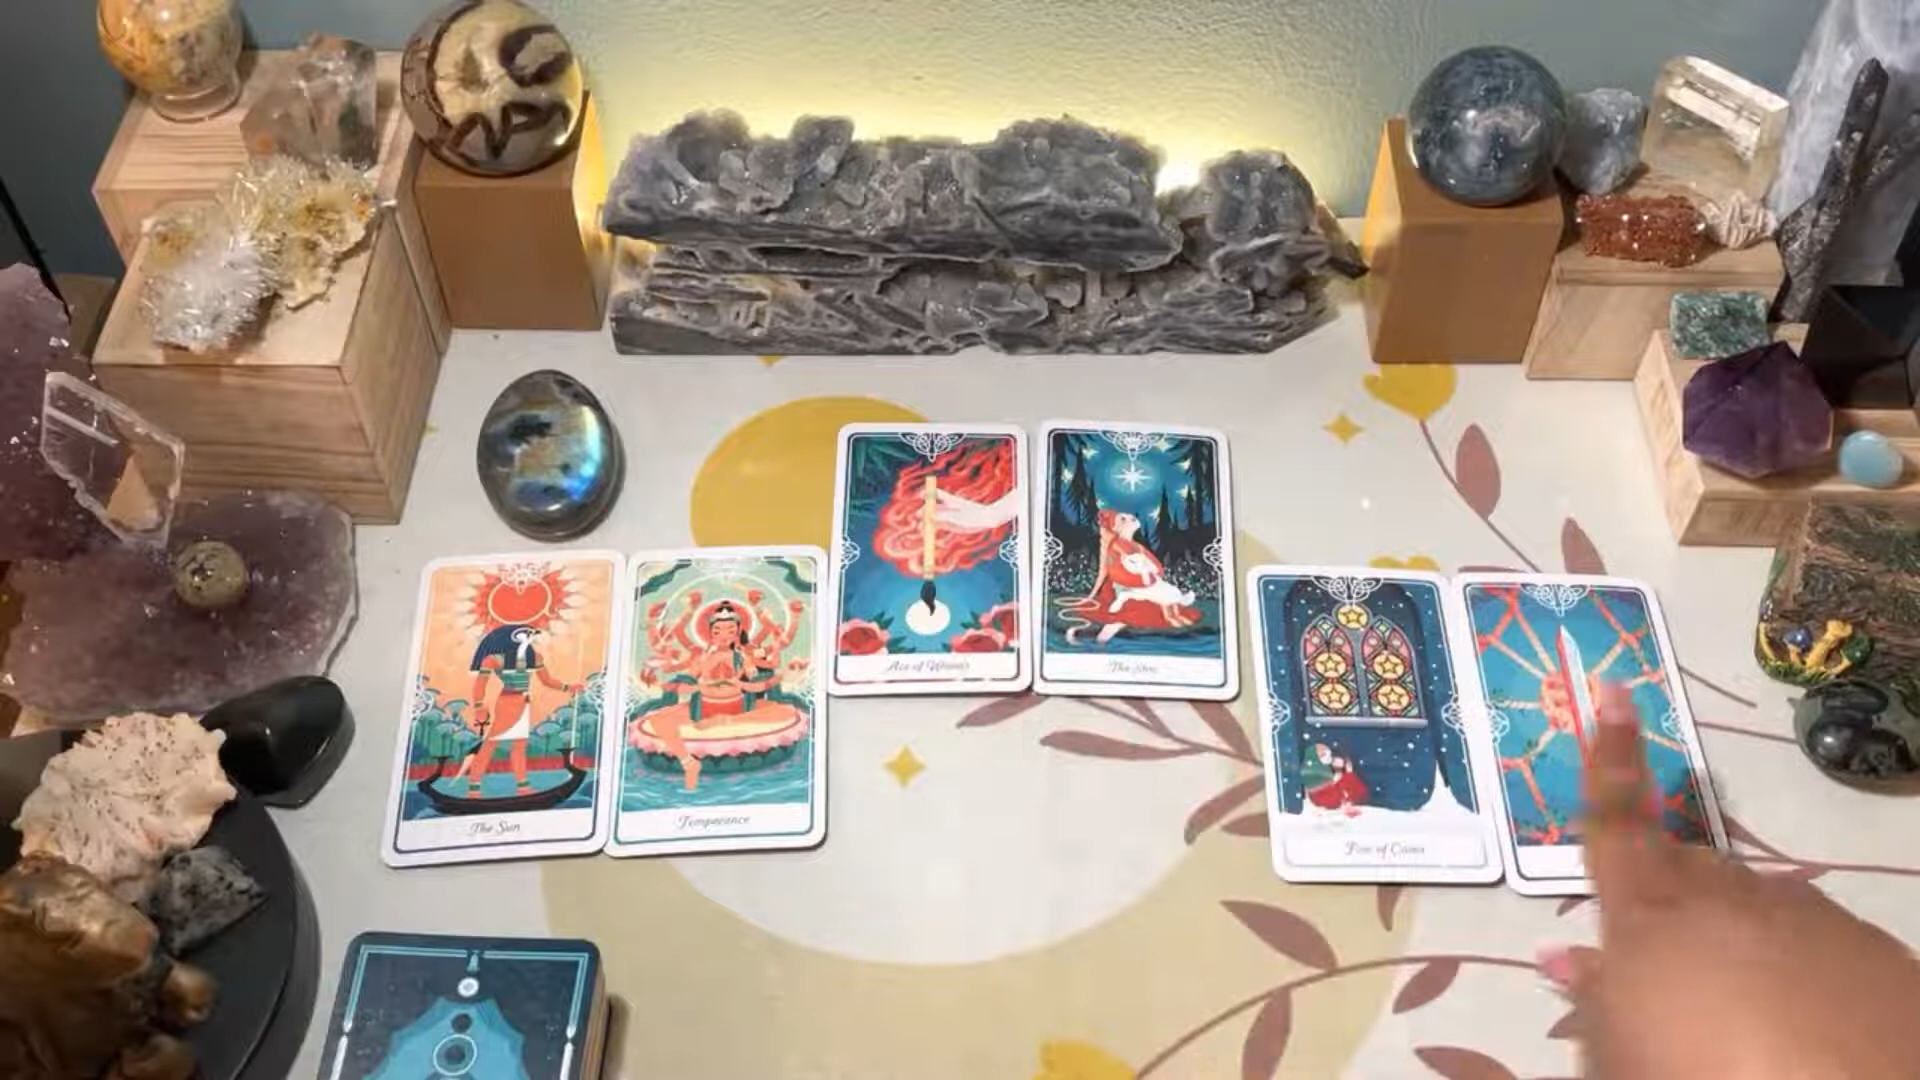 The Sun
Temperance
Ace of Wands
The Star
Five of Coins